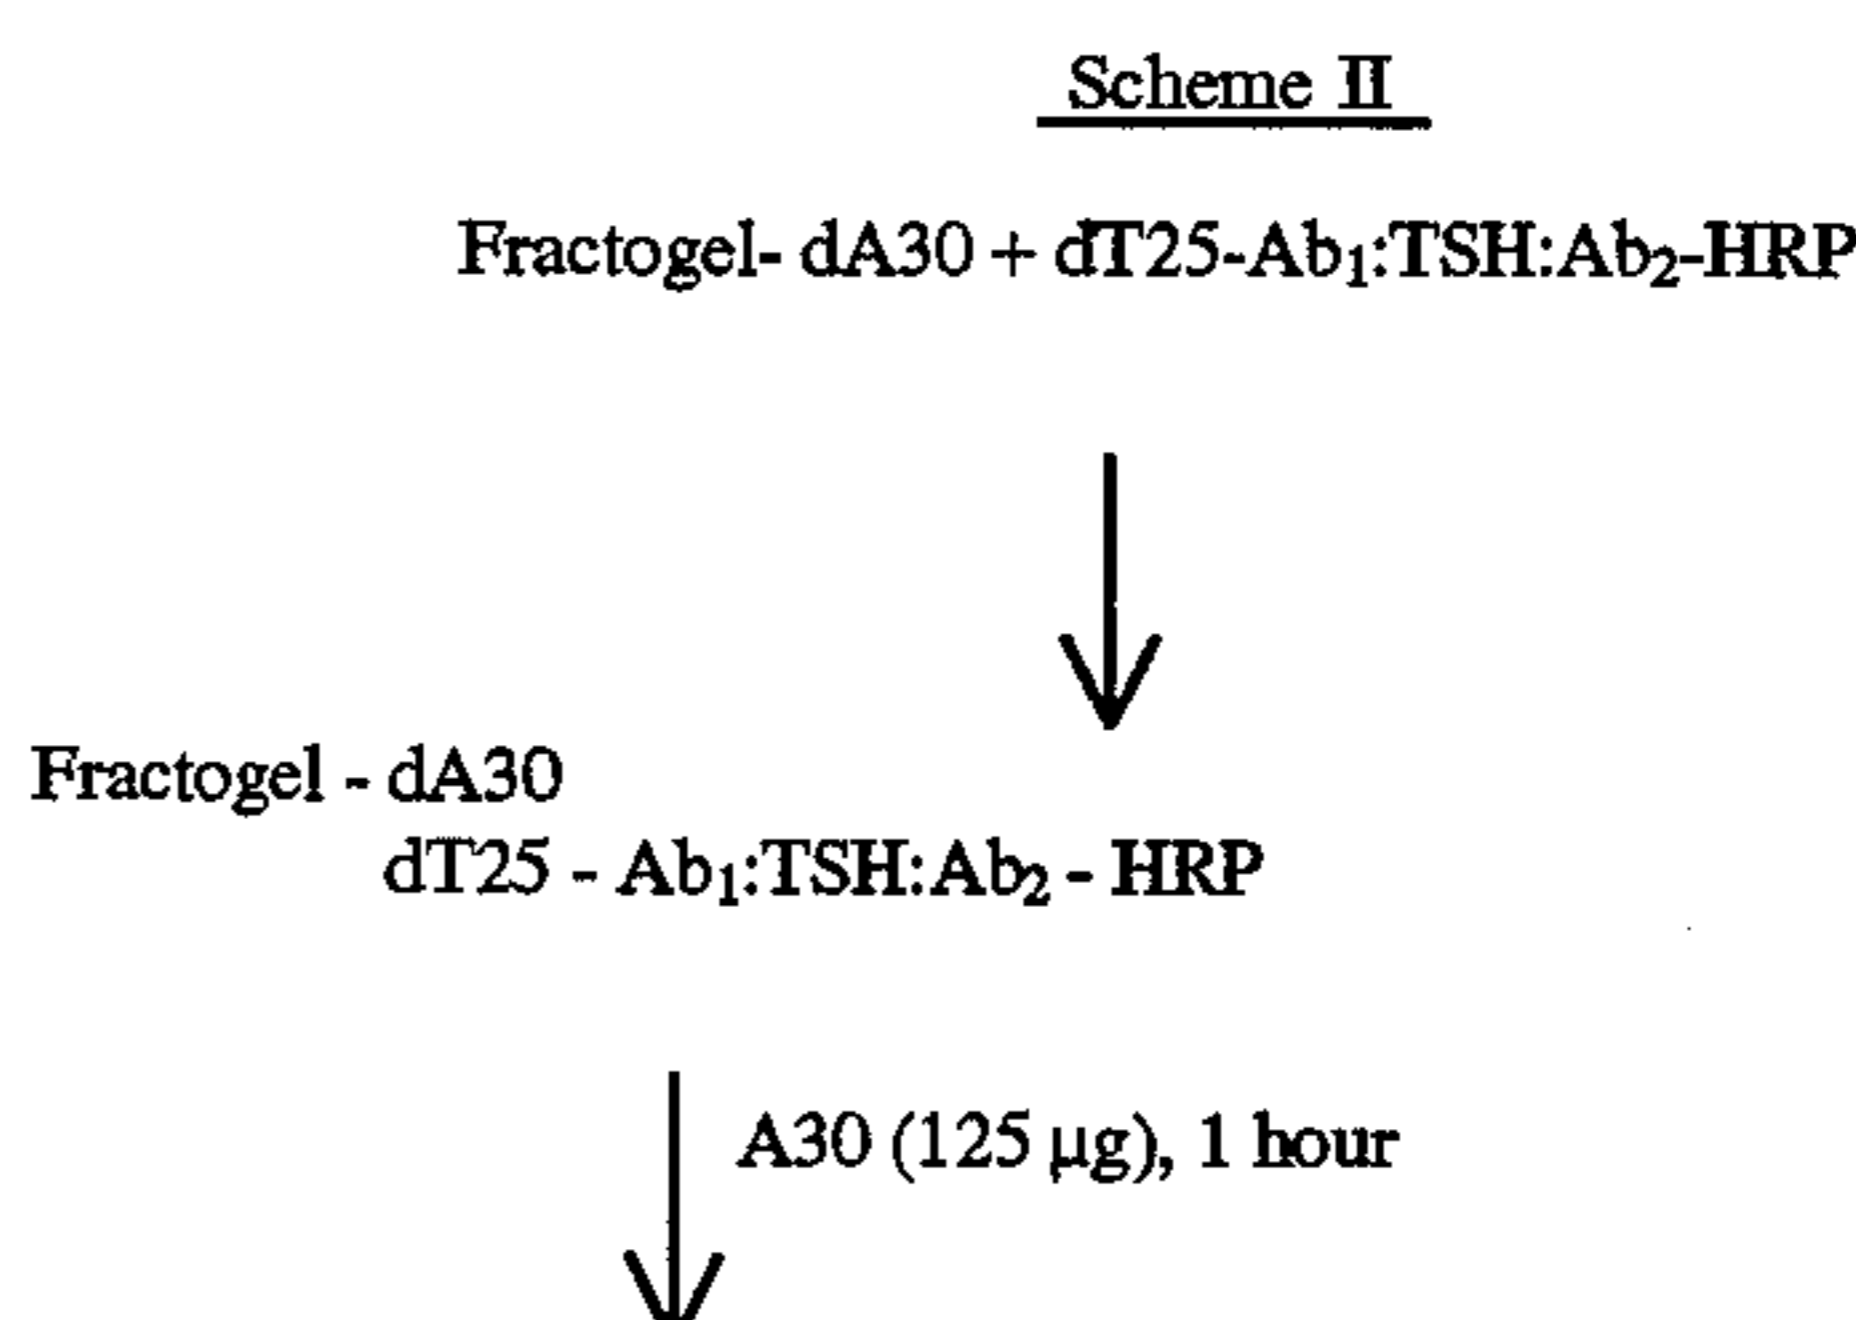 Scheme II
Fractogel- dA30 + dT25-Ab₁:TSH:Ab₂-HRP
Fractogel - dA30
dT25 - Ab₁:TSH:Ab₂ - HRP
A30 (125 µg), 1 hour